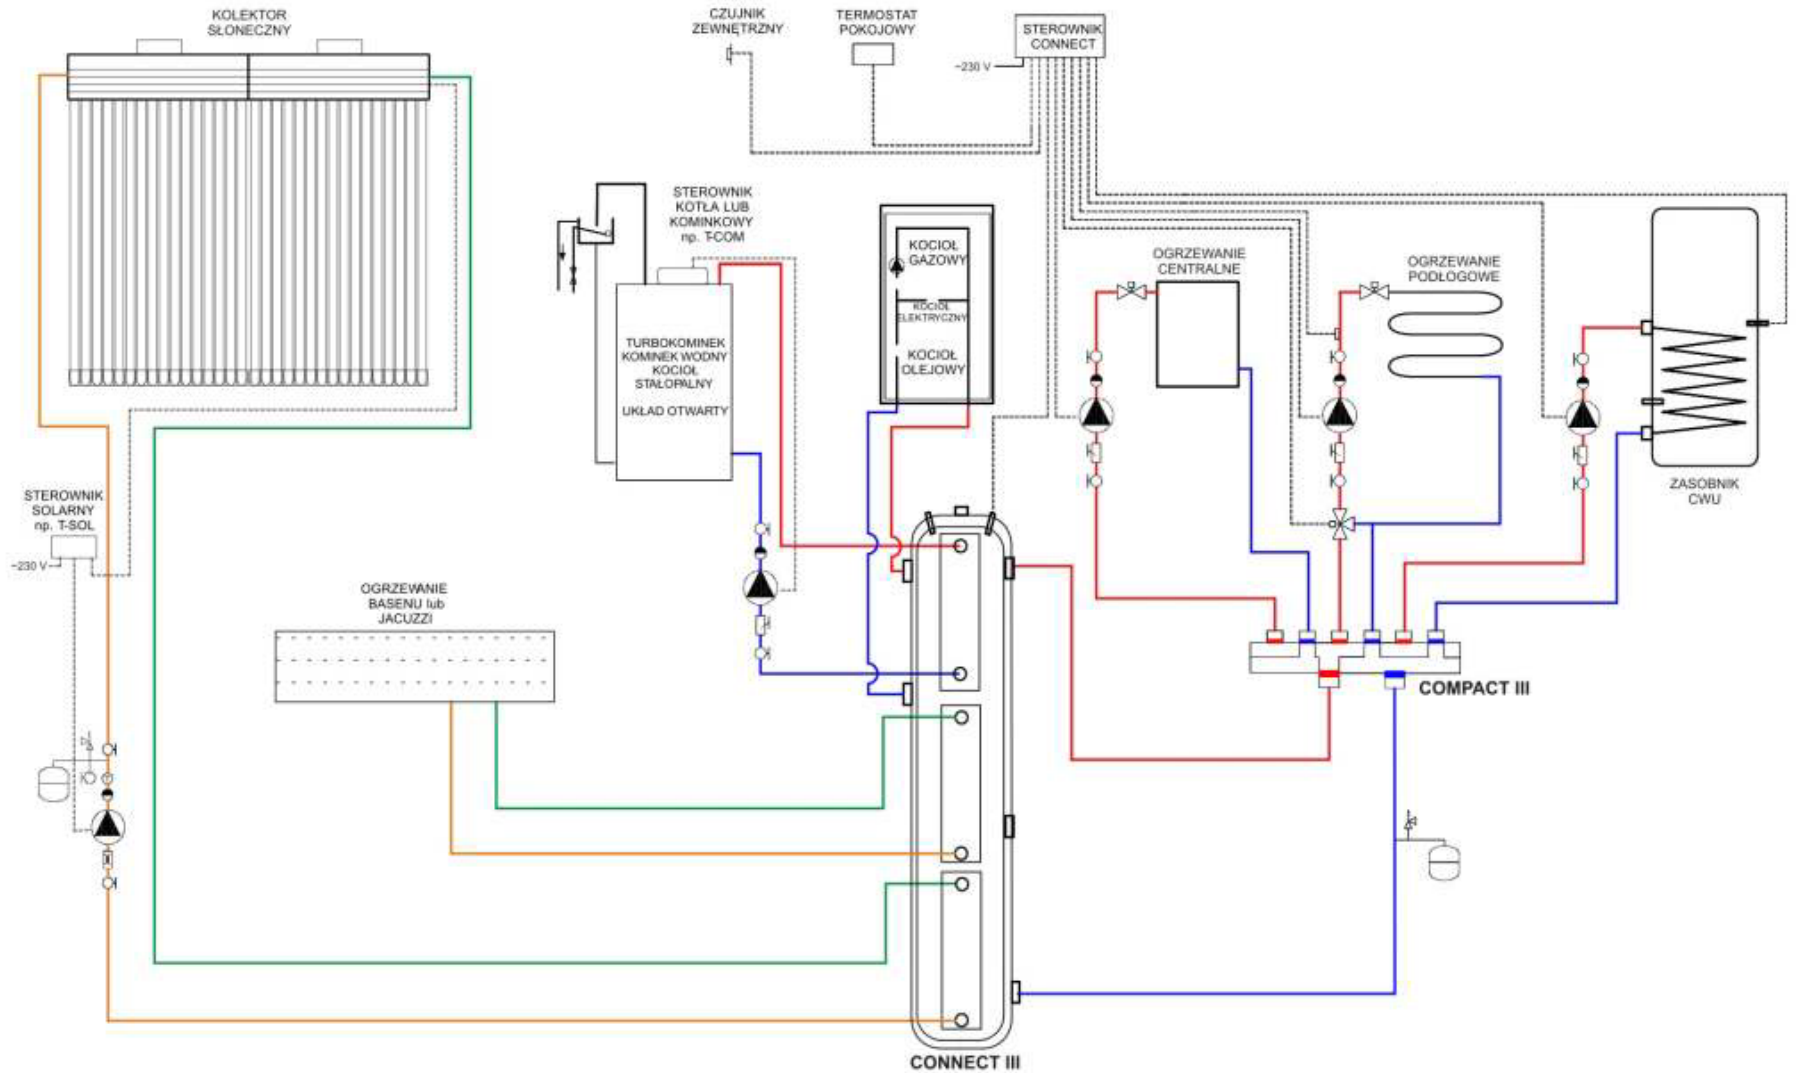 KOLEKTOR
SŁONECZNY
CZUJNIK
ZEWNĘTRZNY
TERMOSTAT
POKOJOWY
STEROWNIK
CONNECT
~230 V
STEROWNIK
KOTŁA LUB
KOMINKOWY
np. T-COM
KOCIOŁ
GAZOWY
KOCIOŁ
ELEKTRYCZNY
KOCIOŁ
OLEJOWY
TURBOKOMINEK
KOMINEK WODNY
KOCIOŁ
STAŁOPALNY
UKŁAD OTWARTY
OGRZEWANIE
CENTRALNE
OGRZEWANIE
PODŁOGOWE
ZASOBNIK
CWU
STEROWNIK
SOLARNY
np. T-SOL
~230 V
OGRZEWANIE
BASENU lub
JACUZZI
COMPACT III
CONNECT III